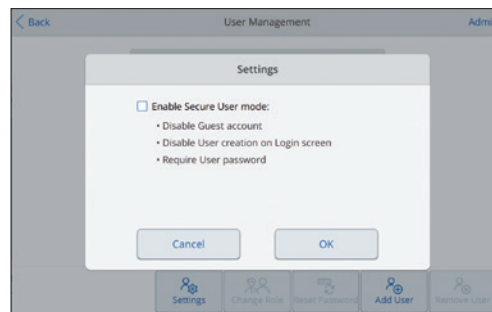 Back
User Management
Admi
Settings
Enable Secure User mode:
• Disable Guest account
• Disable User creation on Login screen
• Require User password
Cancel
OK
Settings
Change Role
Reset Password
Add User
Remove User